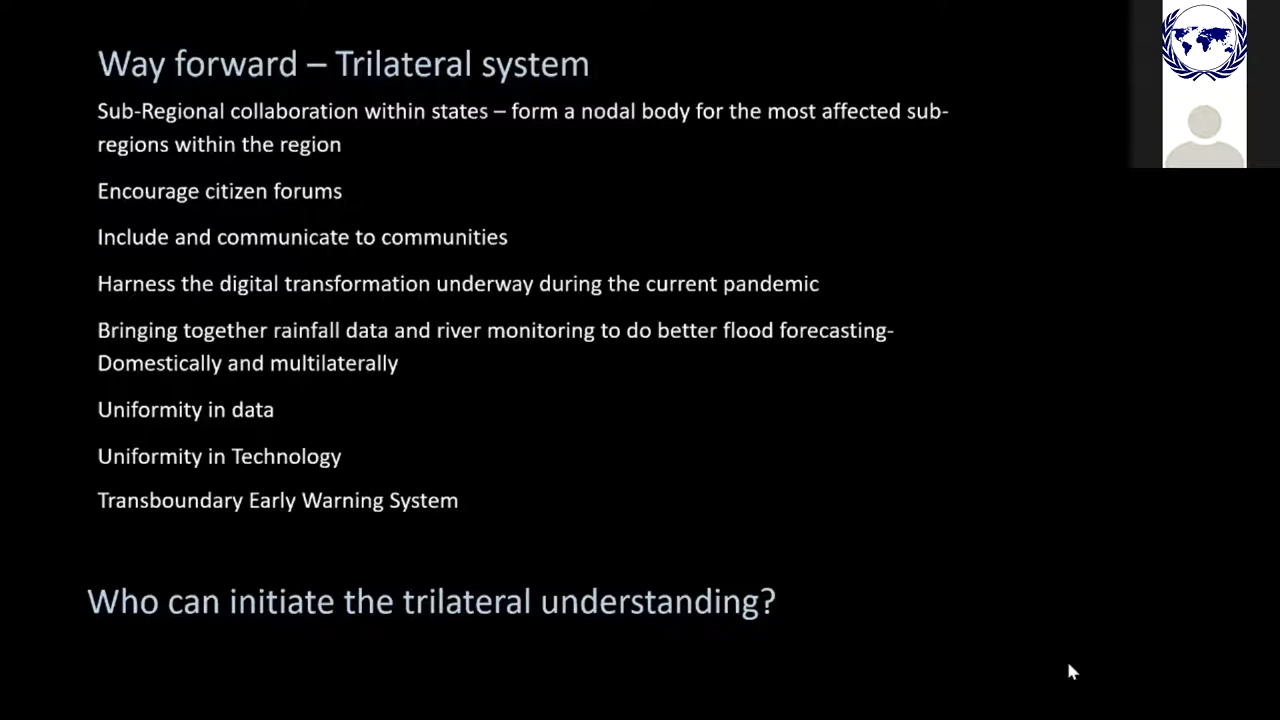 Way forward – Trilateral system
Sub-Regional collaboration within states – form a nodal body for the most affected sub-
regions within the region
Encourage citizen forums
Include and communicate to communities
Harness the digital transformation underway during the current pandemic
Bringing together rainfall data and river monitoring to do better flood forecasting-
Domestically and multilaterally
Uniformity in data
Uniformity in Technology
Transboundary Early Warning System
Who can initiate the trilateral understanding?